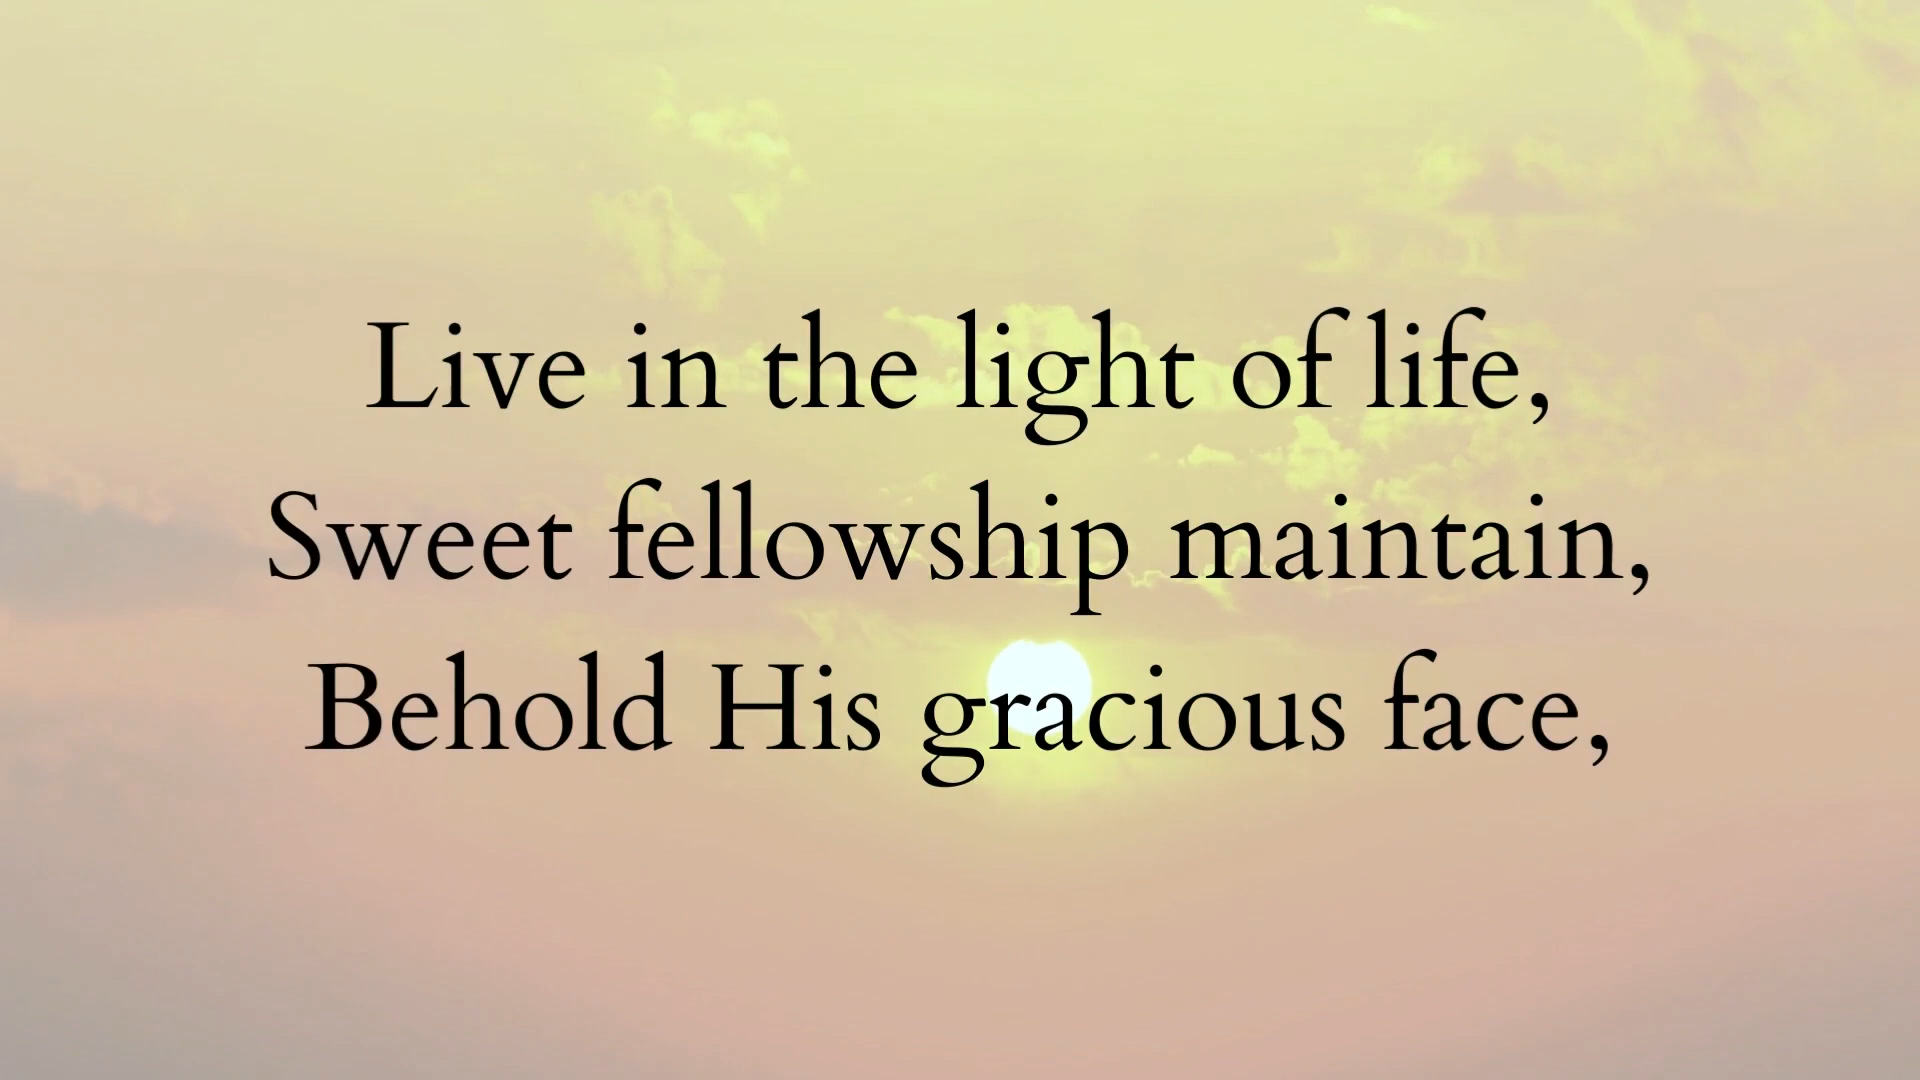 Live in the light of life,
Sweet fellowship maintain,
Behold His gracious face,